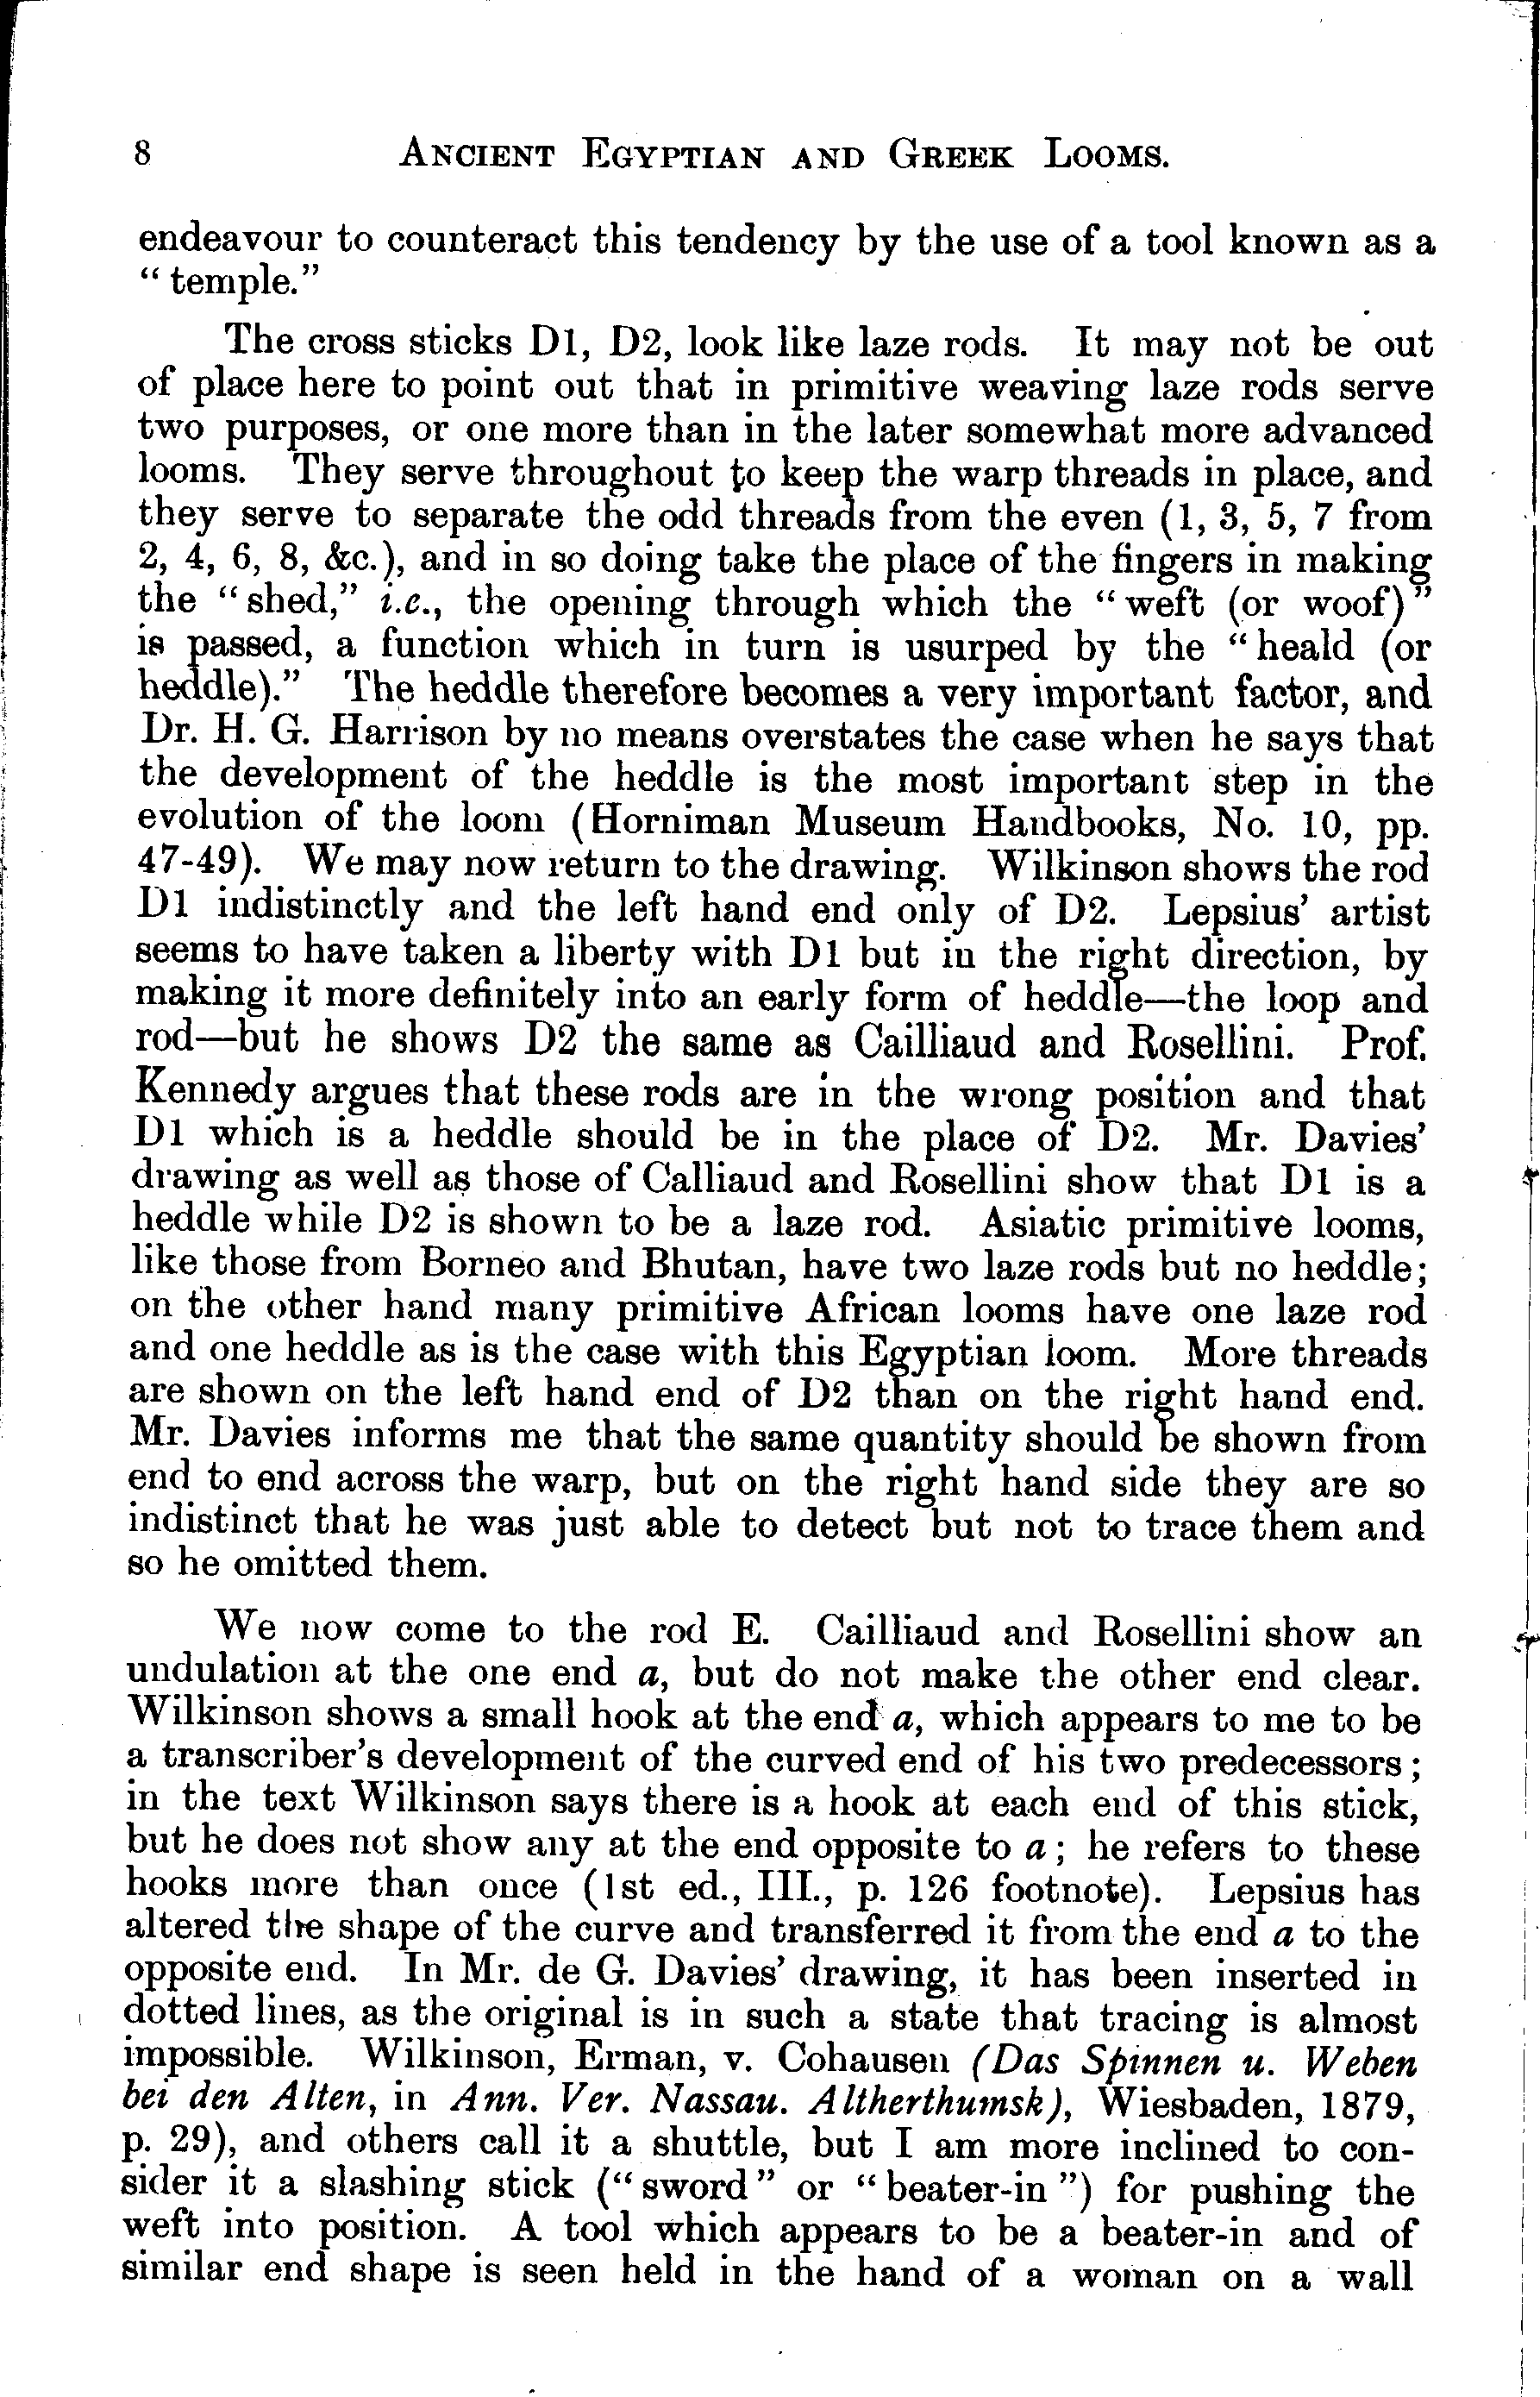 8 ANCIENT EGYPTIAN AND GREEK LOOMS.
endeavour to counteract this tendency by the use of a tool known as a
“temple.”
The cross sticks D1, D2, look like laze rods. It may not be out
of place here to point out that in primitive weaving laze rods serve
two purposes, or one more than in the later somewhat more advanced
looms. They serve throughout to keep the warp threads in place, and
they serve to separate the odd threads from the even (1, 3, 5, 7 from
2, 4, 6, 8, &c.), and in so doing take the place of the fingers in making
the “shed,” i.e., the opening through which the “weft (or woof)”
is passed, a function which in turn is usurped by the “heald (or
heddle).” The heddle therefore becomes a very important factor, and
Dr. H. G. Harrison by no means overstates the case when he says that
the development of the heddle is the most important step in the
evolution of the loom (Horniman Museum Handbooks, No. 10, pp.
47-49). We may now return to the drawing. Wilkinson shows the rod
D1 indistinctly and the left hand end only of D2. Lepsius’ artist
seems to have taken a liberty with D1 but in the right direction, by
making it more definitely into an early form of heddle—the loop and
rod—but he shows D2 the same as Cailliaud and Rosellini. Prof.
Kennedy argues that these rods are in the wrong position and that
D1 which is a heddle should be in the place of D2. Mr. Davies’
drawing as well as those of Calliaud and Rosellini show that D1 is a
heddle while D2 is shown to be a laze rod. Asiatic primitive looms,
like those from Borneo and Bhutan, have two laze rods but no heddle;
on the other hand many primitive African looms have one laze rod
and one heddle as is the case with this Egyptian loom. More threads
are shown on the left hand end of D2 than on the right hand end.
Mr. Davies informs me that the same quantity should be shown from
end to end across the warp, but on the right hand side they are so
indistinct that he was just able to detect but not to trace them and
so he omitted them.
We now come to the rod E. Cailliaud and Rosellini show an
undulation at the one end a, but do not make the other end clear.
Wilkinson shows a small hook at the end a, which appears to me to be
a transcriber’s development of the curved end of his two predecessors;
in the text Wilkinson says there is a hook at each end of this stick,
but he does not show any at the end opposite to a; he refers to these
hooks more than once (1st ed., III., p. 126 footnote). Lepsius has
altered the shape of the curve and transferred it from the end a to the
opposite end. In Mr. de G. Davies’ drawing, it has been inserted in
dotted lines, as the original is in such a state that tracing is almost
impossible. Wilkinson, Erman, v. Cohausen (Das Spinnen u. Weben
bei den Alten, in Ann. Ver. Nassau. Altherthumsk), Wiesbaden, 1879,
p. 29), and others call it a shuttle, but I am more inclined to con-
sider it a slashing stick (“sword” or “beater-in”) for pushing the
weft into position. A tool which appears to be a beater-in and of
similar end shape is seen held in the hand of a woman on a wall